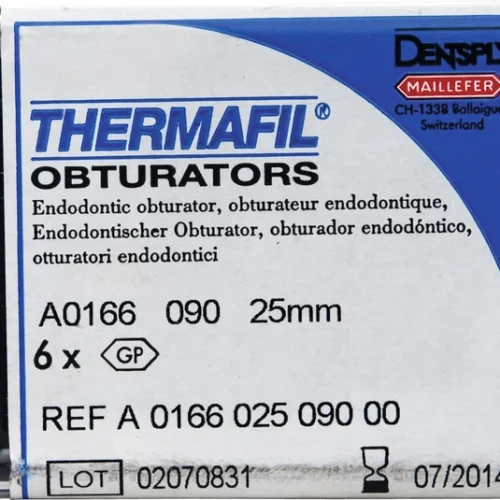 DENTSPLY
MAILLEFER
CH-1338 Ballaigue
Switzerland
THERMAFIL®
OBTURATORS
Endodontic obturator, obturateur endodontique,
Endodontischer Obturator, obturador endodóntico,
otturatori endodontici
A0166 090 25mm
6 x GP
REF A 0166 025 090 00
LOT 02070831 07/2014